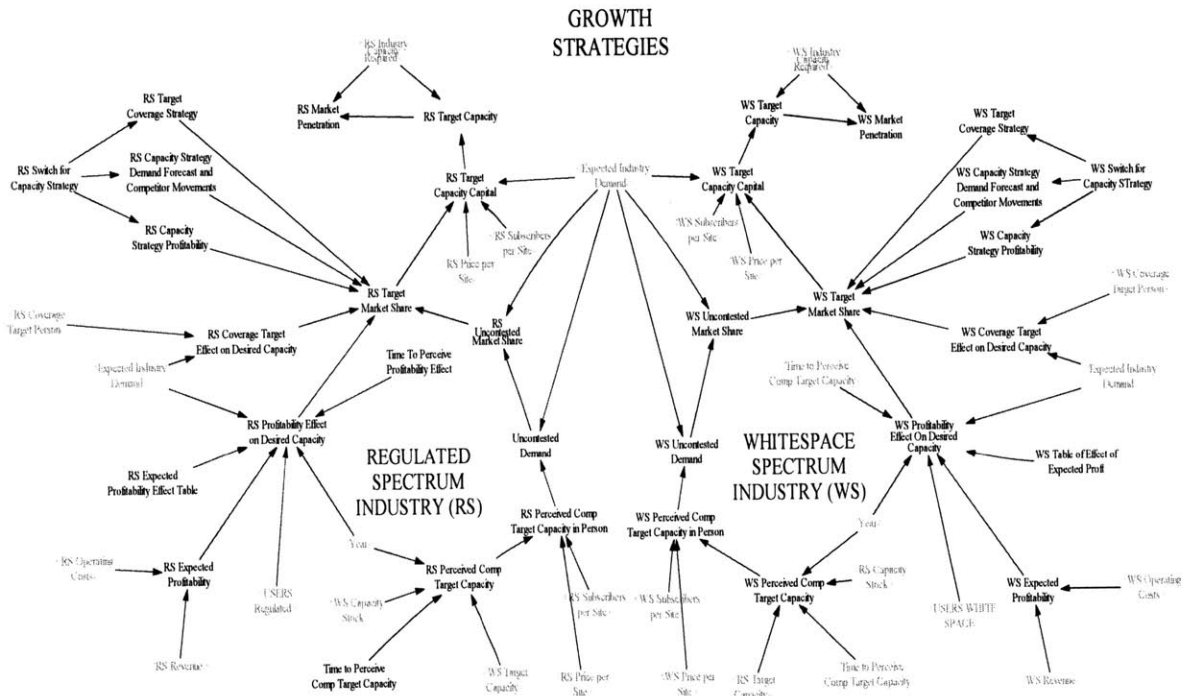 GROWTH
STRATEGIES
RS Industry
Capacity
Required
WS Industry
Capacity
Required
RS Target
Coverage Strategy
RS Market
Penetration
RS Target Capacity
WS Target
Capacity
WS Market
Penetration
WS Target
Coverage Strategy
RS Switch for
Capacity Strategy
RS Capacity Strategy
Demand Forecast and
Competitor Movements
RS Target
Capacity Capital
Expected Industry
Demand
WS Target
Capacity Capital
WS Capacity Strategy
Demand Forecast and
Competitor Movements
WS Switch for
Capacity STrategy
RS Capacity
Strategy Profitability
RS Subscribers
per Site
RS Price per
Site
WS Subscribers
per Site
WS Price per
Site
WS Capacity
Strategy Profitability
RS Coverage
Target Person
RS Target
Market Share
WS Target
Market Share
WS Coverage
Target Person
RS Coverage Target
Effect on Desired Capacity
RS
Uncontested
Market Share
WS Uncontested
Market Share
WS Coverage Target
Effect on Desired Capacity
Expected Industry
Demand
Time To Perceive
Profitability Effect
Time to Perceive
Comp Target Capacity
Expected Industry
Demand
RS Profitability Effect
on Desired Capacity
Uncontested
Demand
WS Uncontested
Demand
WS Profitability
Effect On Desired
Capacity
REGULATED
SPECTRUM
INDUSTRY (RS)
WHITESPACE
SPECTRUM
INDUSTRY (WS)
RS Expected
Profitability Effect Table
WS Table of Effect of
Expected Proff
RS Perceived Comp
Target Capacity in Person
WS Perceived Comp
Target Capacity in Person
Year
Year
RS Operating
Costs
RS Expected
Profitability
USERS
Regulated
RS Perceived Comp
Target Capacity
WS Capacity
Stock
RS Subscribers
per Site
WS Subscribers
per Site
WS Perceived Comp
Target Capacity
RS Capacity
Stock
USERS WHITE
SPACE
WS Expected
Profitability
WS Operating
Costs
RS Revenue
Time to Perceive
Comp Target Capacity
WS Target
Capacity
RS Price per
Site
WS Price per
Site
RS Target
Capacity
Time to Perceive
Comp Target Capacity
WS Revenue